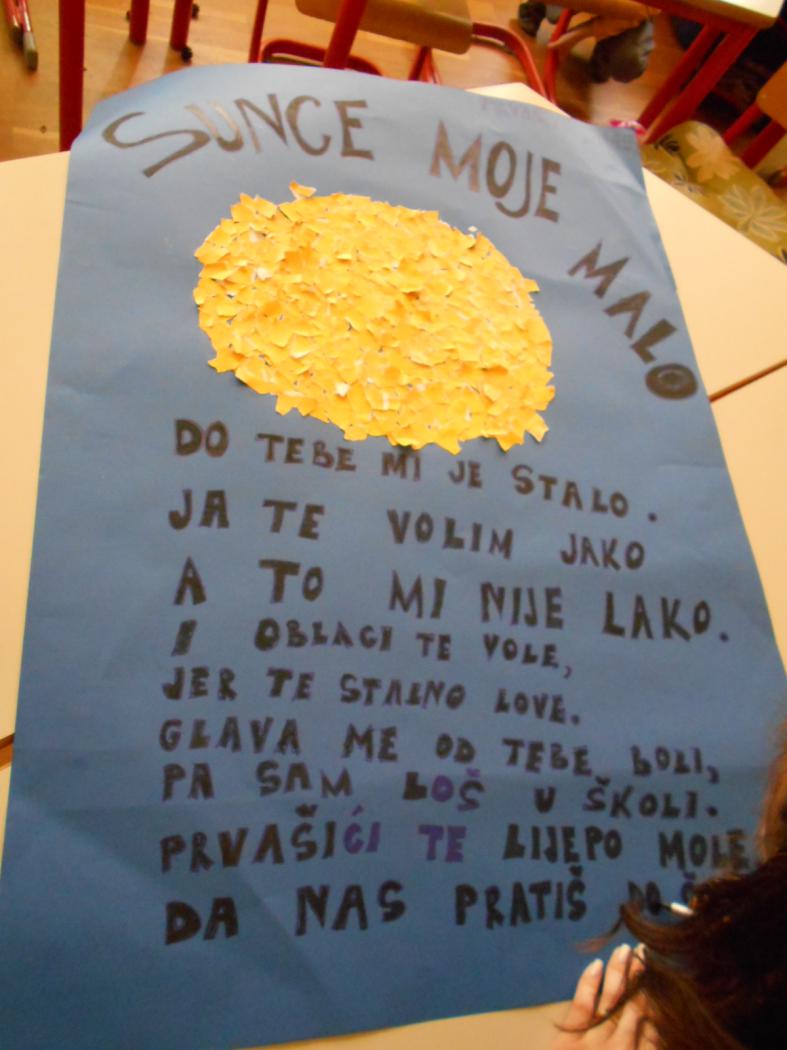 SUNCE MOJE MALO
DO TEBE MI JE STALO.
JA TE VOLIM JAKO
A TO MI NIJE LAKO.
I OBLACI TE VOLE,
JER TE STALNO LOVE.
GLAVA ME OD TEBE BOLI,
PA SAM LOŠ U ŠKOLI.
PRVAŠIĆI TE LIJEPO MOLE
DA NAS PRATIŠ DO